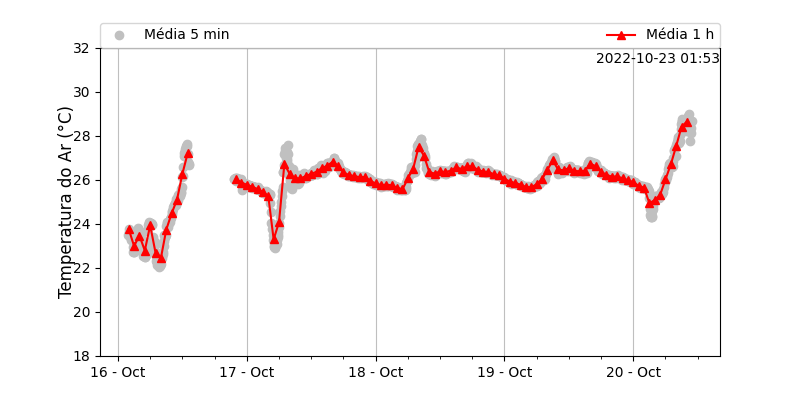 Média 5 min
Média 1 h
2022-10-23 01:53
Temperatura do Ar (°C)
32
30
28
26
24
22
20
18
16 - Oct
17 - Oct
18 - Oct
19 - Oct
20 - Oct